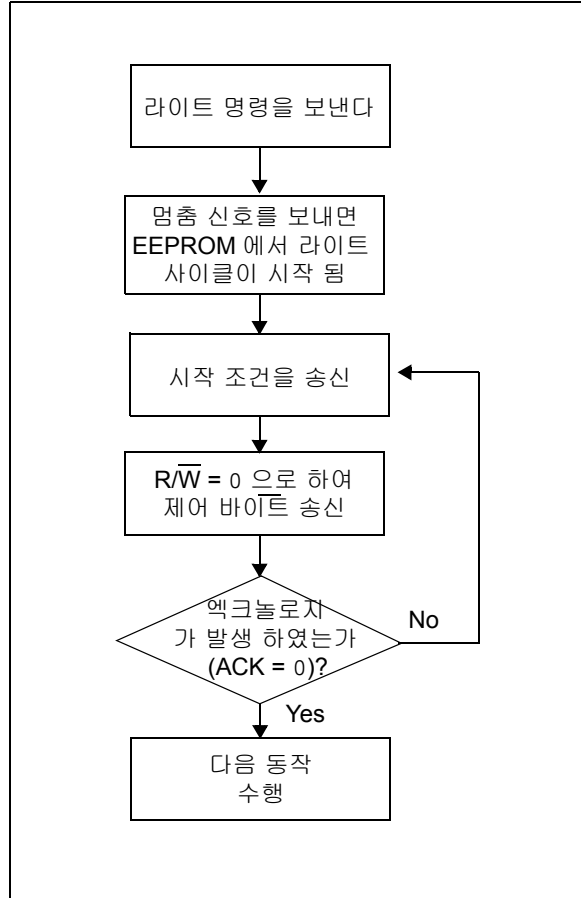 라이트 명령을 보낸다
멈춤 신호를 보내면
EEPROM 에서 라이트
사이클이 시작 됨
시작 조건을 송신
R/W̅ = 0 으로 하여
제어 바이트 송신
엑크놀로지
가 발생 하였는가
(ACK = 0)?
No
Yes
다음 동작
수행